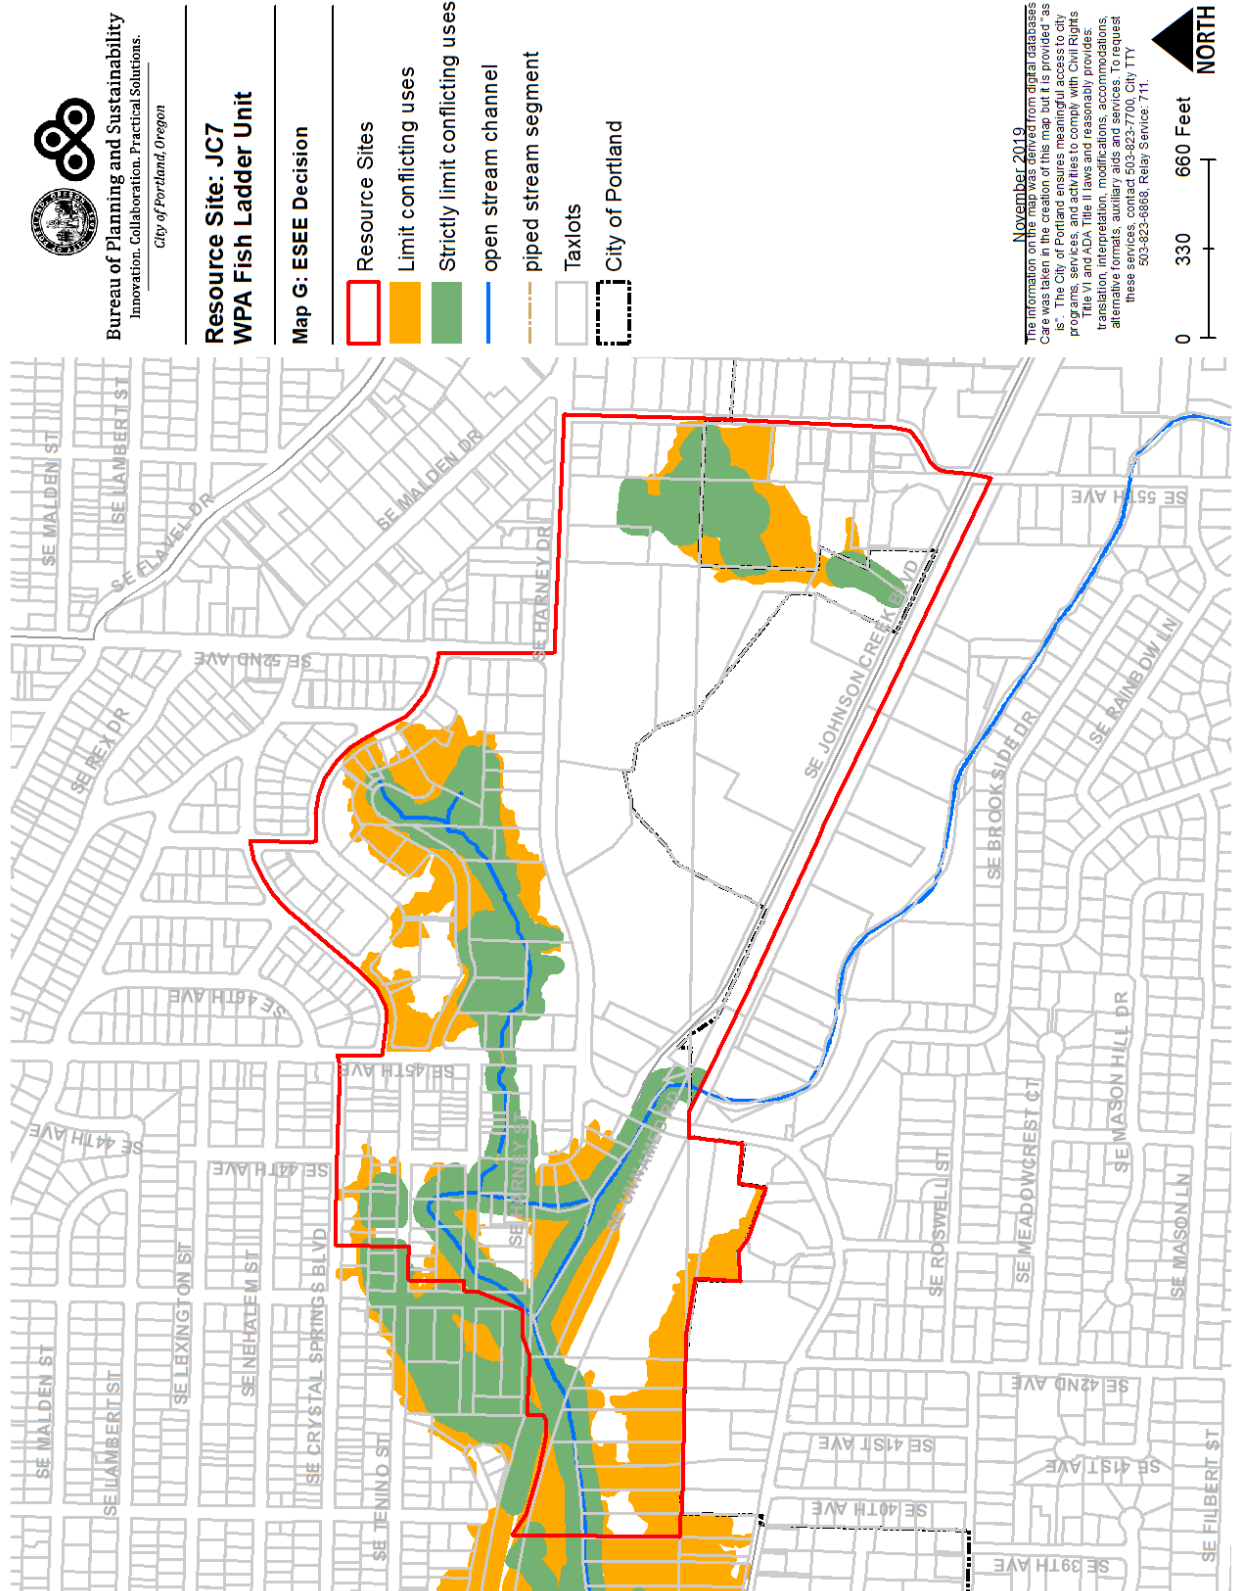 Bureau of Planning and Sustainability
Innovation. Collaboration. Practical Solutions.
City of Portland, Oregon
Resource Site: JC7
WPA Fish Ladder Unit
Map G: ESEE Decision
Resource Sites
Limit conflicting uses
Strictly limit conflicting uses
open stream channel
piped stream segment
Taxlots
City of Portland
November 2019
The information on the map was derived from digital databases
Care was taken in the creation of this map but it is provided "as
is". The City of Portland ensures meaningful access to city
programs, services, and activities to comply with Civil Rights
Title VI and ADA Title II laws and reasonably provides:
translation, interpretation, modifications, accommodations,
alternative formats, auxiliary aids and services. To request
these services, contact 503-823-7700, City TTY
503-823-6868, Relay Service: 711.
0 330 660 Feet
NORTH
SE MALDEN ST
SE LAMBERT ST
SE FLAVEL DR
SE MALDEN DR
SE HARNEY DR
SE 52ND AVE
SE REX DR
SE 55TH AVE
SE JOHNSON CREEK BLVD
SE RAINBOW LN
SE BROOKSIDE DR
SE 46TH AVE
SE 45TH AVE
SE 44TH AVE
SE 44TH AVE
SE 44TH AVE
SE HARNEY ST
SE UNNAMED RD
SE MASON HILL DR
SE MEADOWCREST CT
SE ROSWELL ST
SE MASON LN
SE MALDEN ST
SE LAMBERT ST
SE LEXINGTON ST
SE NEHALEM ST
SE CRYSTAL SPRINGS BLVD
SE TENINO ST
SE 42ND AVE
SE 41ST AVE
SE 41ST AVE
SE 40TH AVE
SE 39TH AVE
SE FILBERT ST